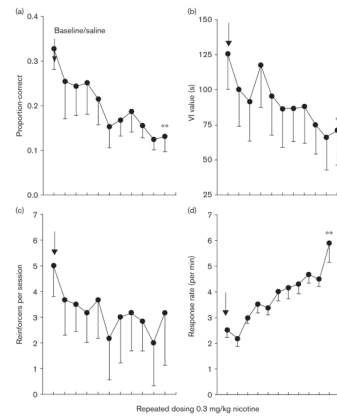 (a)
Baseline/saline
Proportion-correct
0.4
0.3
0.2
0.1
0.0
**
(b)
VI value (s)
150
125
100
75
50
25
(c)
Reinforcers per session
7
6
5
4
3
2
1
0
(d)
Response rate (per min)
7
6
5
4
3
2
1
0
**
Repeated dosing 0.3 mg/kg nicotine